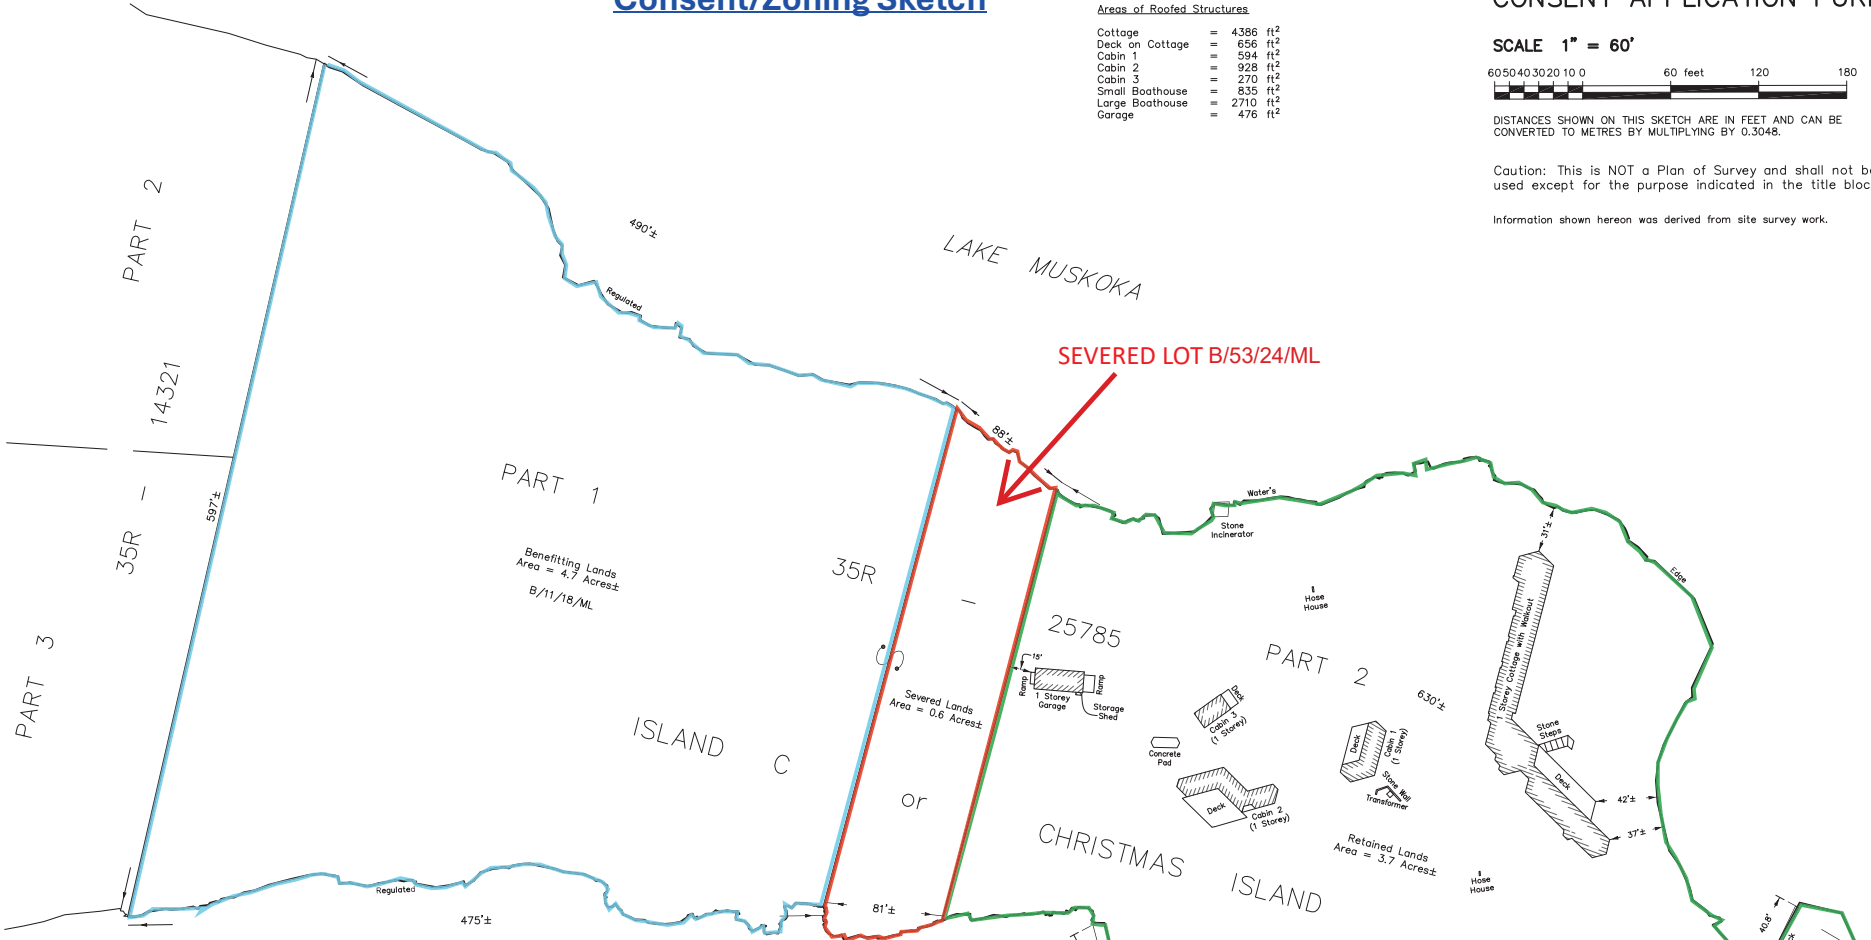 Consent/Zoning Sketch
Areas of Roofed Structures
Cottage = 4386 ft²
Deck on Cottage = 656 ft²
Cabin 1 = 594 ft²
Cabin 2 = 928 ft²
Cabin 3 = 270 ft²
Small Boathouse = 835 ft²
Large Boathouse = 2710 ft²
Garage = 476 ft²
SCALE 1" = 60'
60 50 40 30 20 10 0 60 feet 120 180
DISTANCES SHOWN ON THIS SKETCH ARE IN FEET AND CAN BE
CONVERTED TO METRES BY MULTIPLYING BY 0.3048.
Caution: This is NOT a Plan of Survey and shall not be
used except for the purpose indicated in the title bloc
Information shown hereon was derived from site survey work.
LAKE MUSKOKA
SEVERED LOT B/53/24/ML
490'±
Regulated
88'±
PART 2
14321
35R –
PART 3
597'±
PART 1
Benefitting Lands
Area = 4.7 Acres±
B/11/18/ML
35R
–
25785
PART 2
630'±
Severed Lands
Area = 0.6 Acres±
ISLAND C
or
CHRISTMAS ISLAND
Retained Lands
Area = 3.7 Acres±
Water's
Edge
Stone
Incinerator
31'±
Hose
House
1 Storey Cottage with Walkout
15'
Ramp
1 Storey
Garage
Ramp
Storage
Shed
Deck
Cabin 3
(1 Storey)
Concrete
Pad
Deck
Cabin 2
(1 Storey)
Deck
Cabin 1
(1 Storey)
Stone Wall
Transformer
Stone
Steps
Deck
42'±
37'±
Hose
House
40.8'
Regulated
475'±
81'±